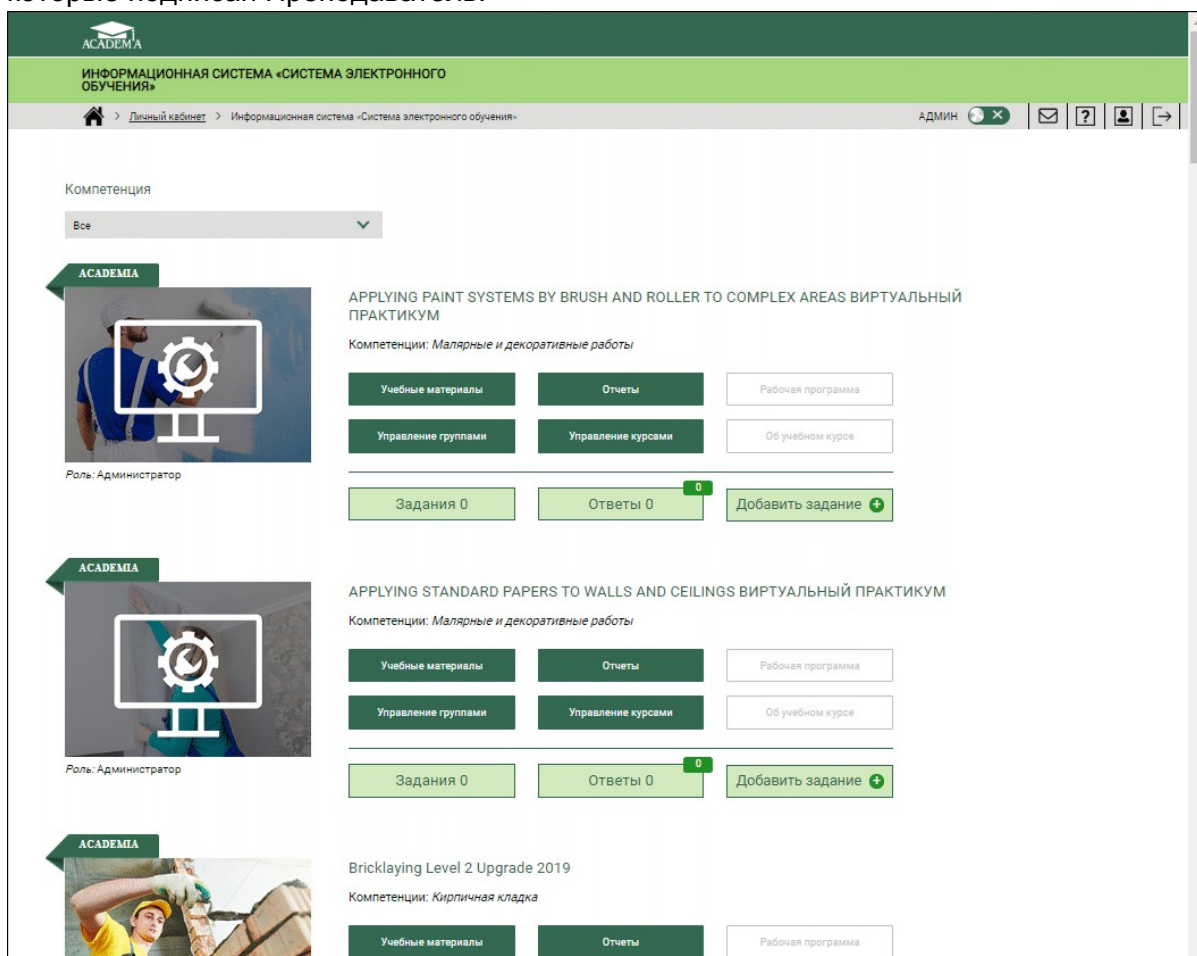 которые подписан Преподаватель.
ACADEM'A
ИНФОРМАЦИОННАЯ СИСТЕМА «СИСТЕМА ЭЛЕКТРОННОГО
ОБУЧЕНИЯ»
> Личный кабинет > Информационная система «Система электронного обучения» АДМИН
Компетенция
Все
ACADEMIA
APPLYING PAINT SYSTEMS BY BRUSH AND ROLLER TO COMPLEX AREAS ВИРТУАЛЬНЫЙ
ПРАКТИКУМ
Компетенции: Малярные и декоративные работы
Учебные материалы Отчеты Рабочая программа
Управление группами Управление курсами Об учебном курсе
Роль: Администратор
0
Задания 0 Ответы 0 Добавить задание
ACADEMIA
APPLYING STANDARD PAPERS TO WALLS AND CEILINGS ВИРТУАЛЬНЫЙ ПРАКТИКУМ
Компетенции: Малярные и декоративные работы
Учебные материалы Отчеты Рабочая программа
Управление группами Управление курсами Об учебном курсе
Роль: Администратор
0
Задания 0 Ответы 0 Добавить задание
ACADEMIA
Bricklaying Level 2 Upgrade 2019
Компетенции: Кирпичная кладка
Учебные материалы Отчеты Рабочая программа